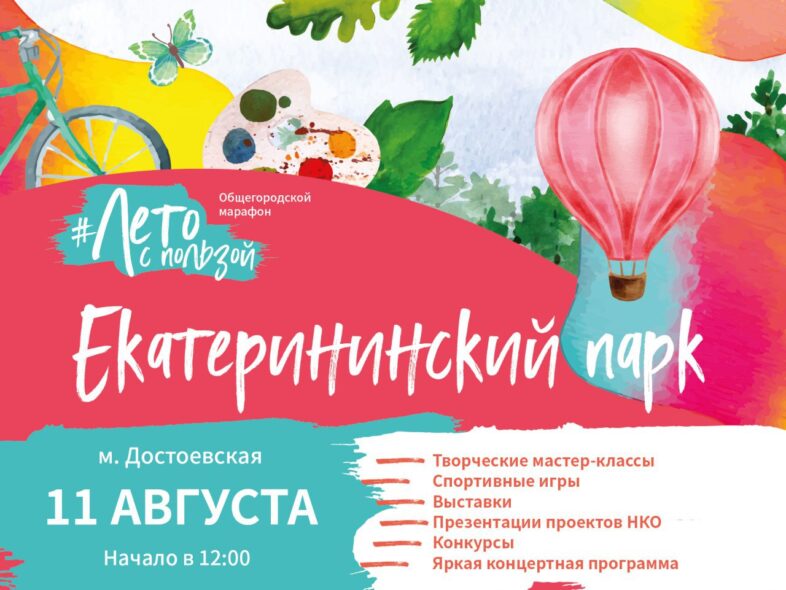 Общегородской
марафон
#Лето
с пользой
Екатерининский парк
м. Достоевская
11 АВГУСТА
Начало в 12:00
Творческие мастер-классы
Спортивные игры
Выставки
Презентации проектов НКО
Конкурсы
Яркая концертная программа